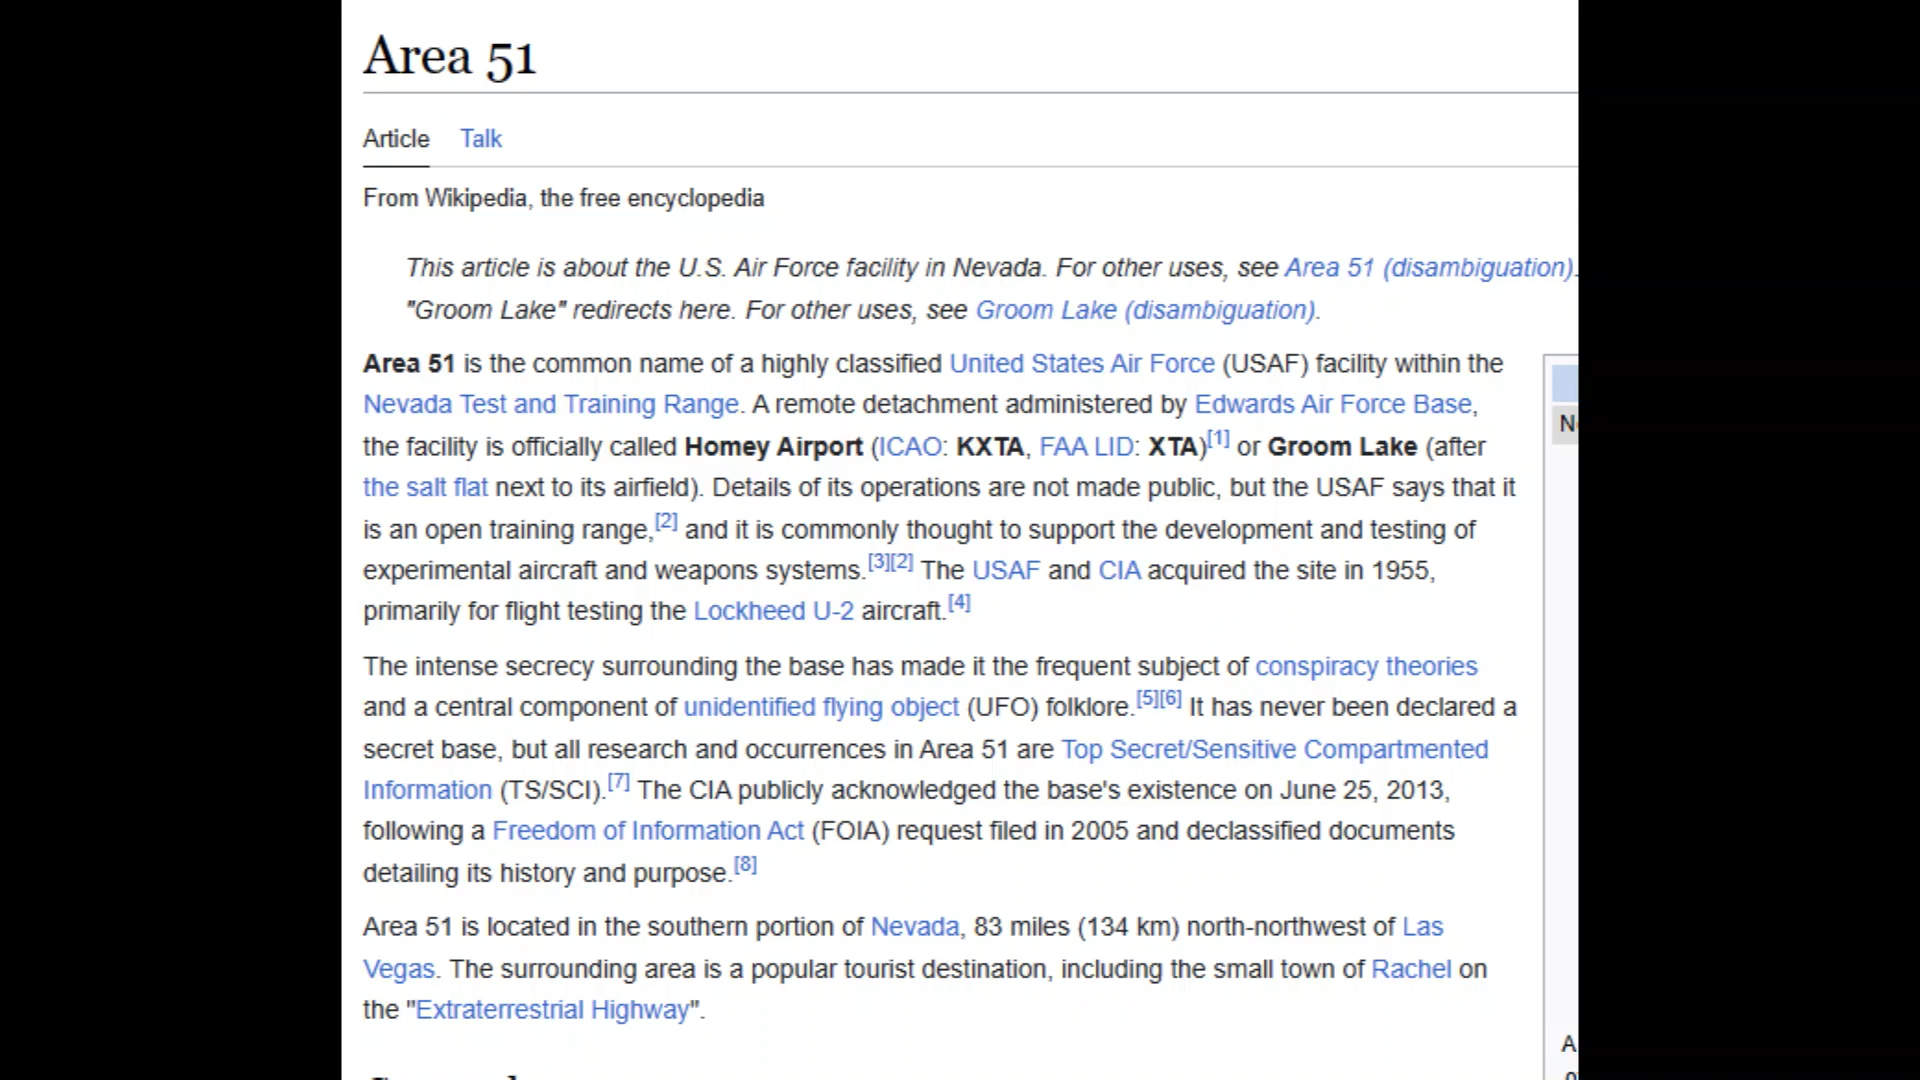 Area 51
Article Talk
From Wikipedia, the free encyclopedia
This article is about the U.S. Air Force facility in Nevada. For other uses, see Area 51 (disambiguation).
"Groom Lake" redirects here. For other uses, see Groom Lake (disambiguation).
Area 51 is the common name of a highly classified United States Air Force (USAF) facility within the
Nevada Test and Training Range. A remote detachment administered by Edwards Air Force Base,
the facility is officially called Homey Airport (ICAO: KXTA, FAA LID: XTA)[1] or Groom Lake (after
the salt flat next to its airfield). Details of its operations are not made public, but the USAF says that it
is an open training range,[2] and it is commonly thought to support the development and testing of
experimental aircraft and weapons systems.[3][2] The USAF and CIA acquired the site in 1955,
primarily for flight testing the Lockheed U-2 aircraft.[4]
The intense secrecy surrounding the base has made it the frequent subject of conspiracy theories
and a central component of unidentified flying object (UFO) folklore.[5][6] It has never been declared a
secret base, but all research and occurrences in Area 51 are Top Secret/Sensitive Compartmented
Information (TS/SCI).[7] The CIA publicly acknowledged the base's existence on June 25, 2013,
following a Freedom of Information Act (FOIA) request filed in 2005 and declassified documents
detailing its history and purpose.[8]
Area 51 is located in the southern portion of Nevada, 83 miles (134 km) north-northwest of Las
Vegas. The surrounding area is a popular tourist destination, including the small town of Rachel on
the "Extraterrestrial Highway".